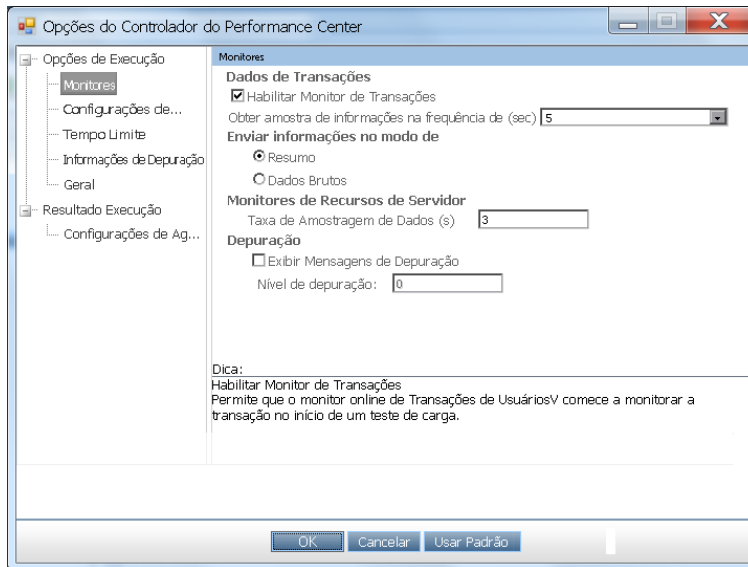 Opções do Controlador do Performance Center
Opções de Execução
Monitores
Configurações de...
Tempo Limite
Informações de Depuração
Geral
Resultado Execução
Configurações de Ag...
Monitores
Dados de Transações
Habilitar Monitor de Transações
Obter amostra de informações na frequência de (sec) 5
Enviar informações no modo de
Resumo
Dados Brutos
Monitores de Recursos de Servidor
Taxa de Amostragem de Dados (s) 3
Depuração
Exibir Mensagens de Depuração
Nível de depuração: 0
Dica:
Habilitar Monitor de Transações
Permite que o monitor online de Transações de UsuáriosV comece a monitorar a
transação no início de um teste de carga.
OK Cancelar Usar Padrão